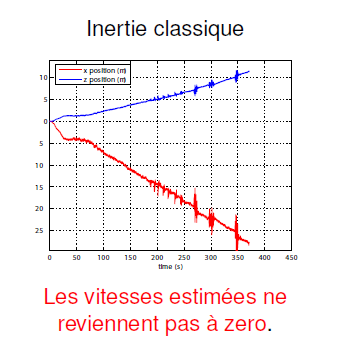 Inertie classique
x position (m)
z position (m)
10
5
0
5
10
15
20
25
0 50 100 150 200 250 300 350 400 450
time (s)
Les vitesses estimées ne
reviennent pas à zero.